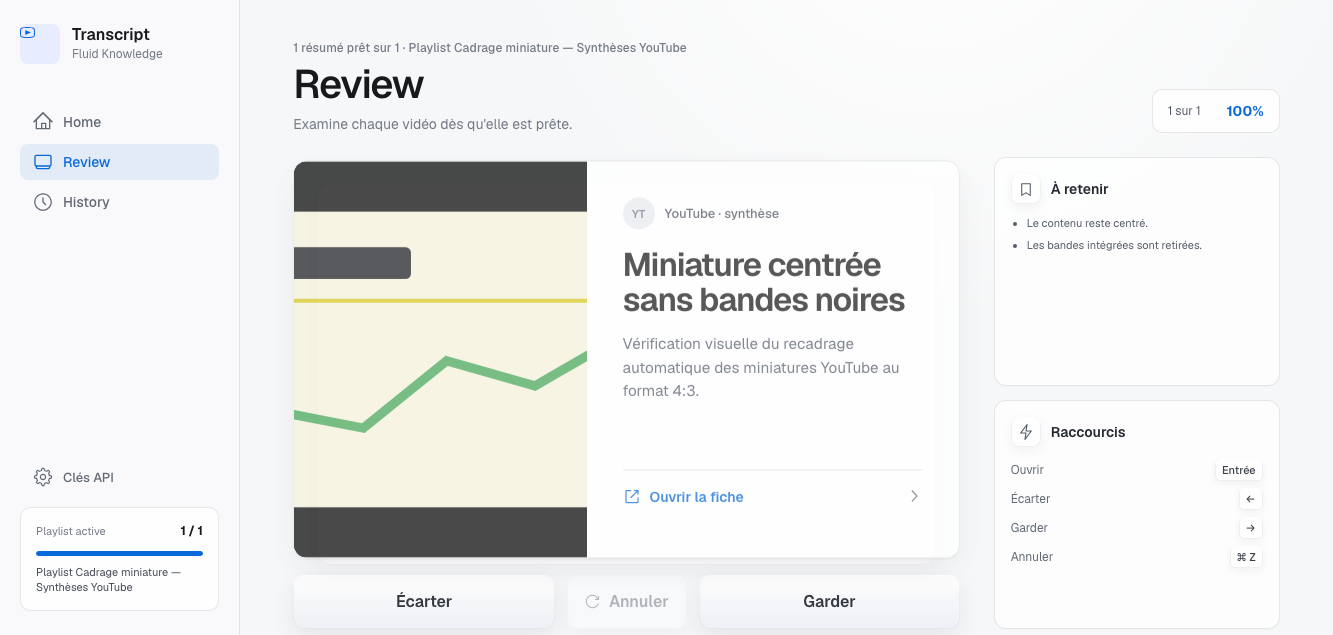 Transcript
Fluid Knowledge
Home
Review
History
Clés API
Playlist active
1 / 1
Playlist Cadrage miniature —
Synthèses YouTube
1 résumé prêt sur 1 · Playlist Cadrage miniature — Synthèses YouTube
Review
Examine chaque vidéo dès qu'elle est prête.
1 sur 1
100%
YT
YouTube · synthèse
Miniature centrée
sans bandes noires
Vérification visuelle du recadrage
automatique des miniatures YouTube au
format 4:3.
Ouvrir la fiche
Écarter
Annuler
Garder
À retenir
• Le contenu reste centré.
• Les bandes intégrées sont retirées.
Raccourcis
Ouvrir
Entrée
Écarter
←
Garder
→
Annuler
⌘ Z